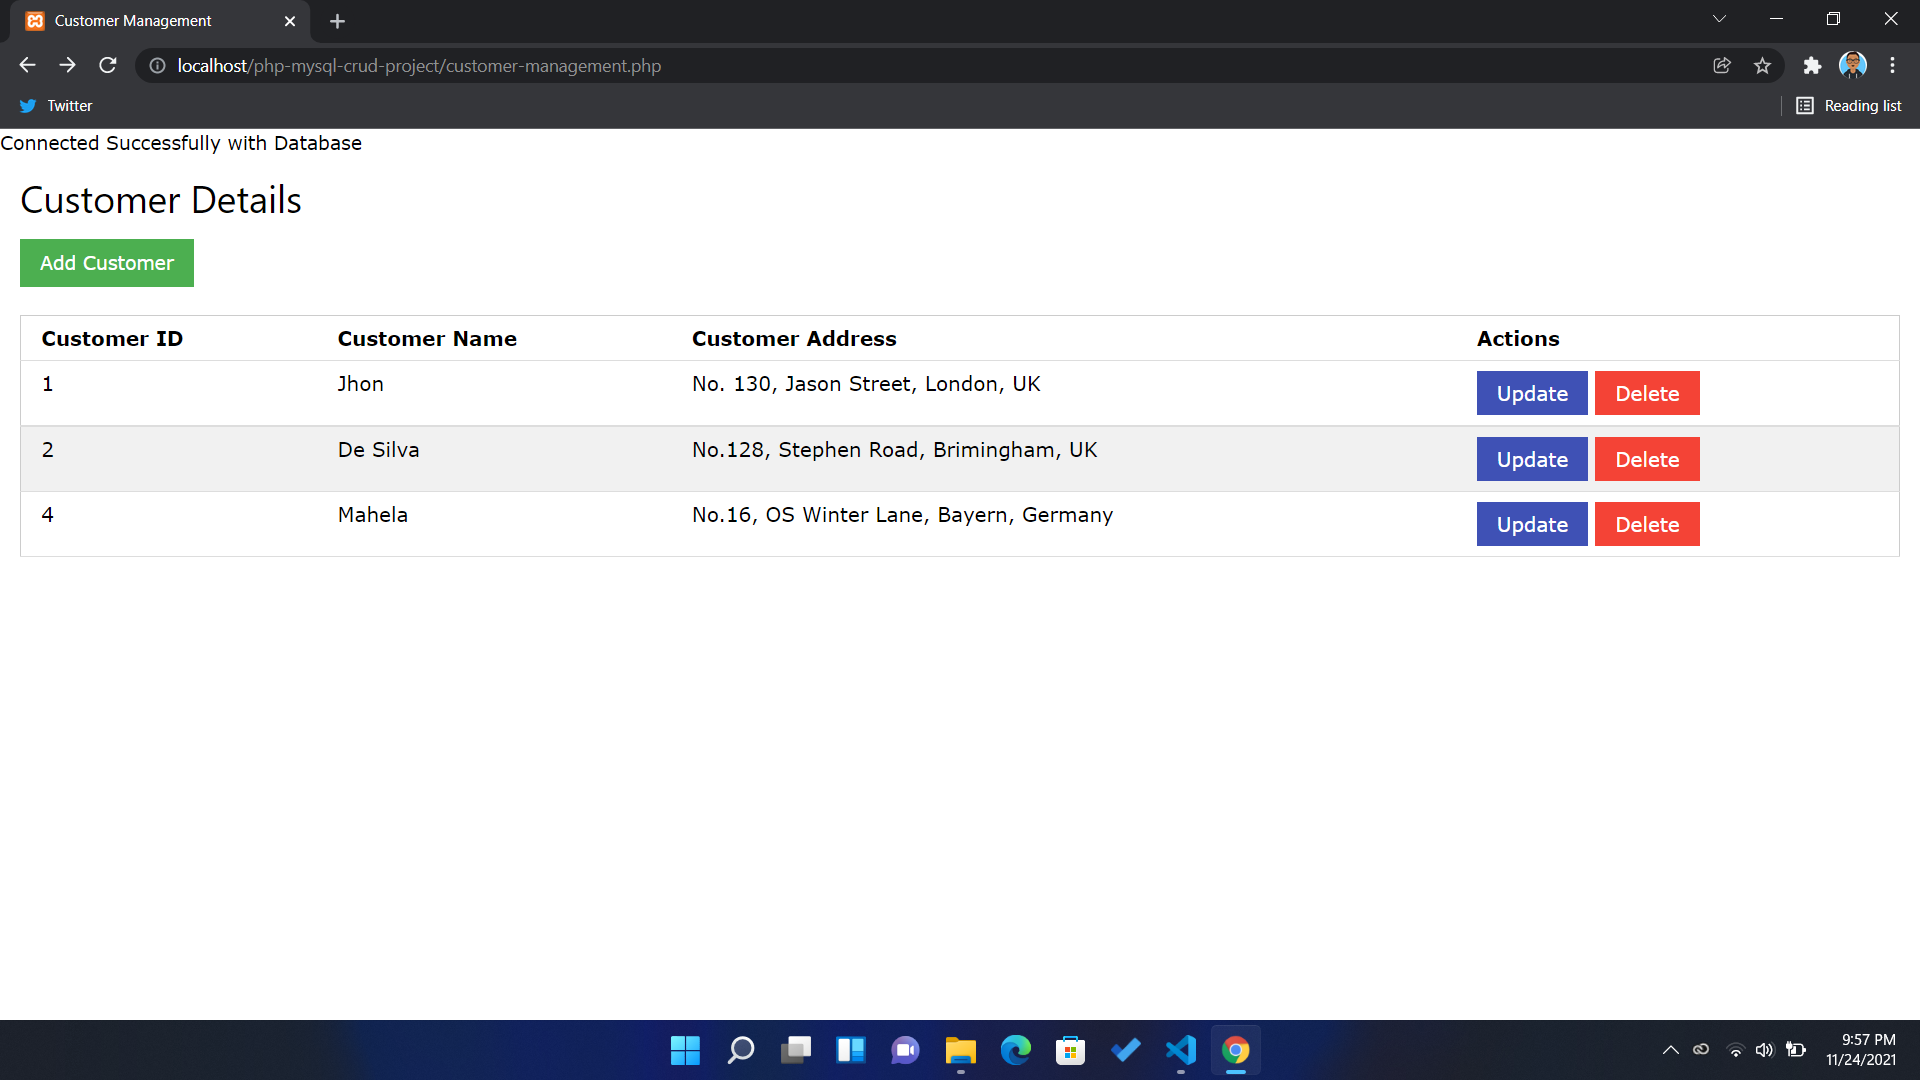 Customer Management
localhost/php-mysql-crud-project/customer-management.php
Twitter
Reading list
Connected Successfully with Database
Customer Details
Add Customer
Customer ID Customer Name Customer Address Actions
1 Jhon No. 130, Jason Street, London, UK Update Delete
2 De Silva No.128, Stephen Road, Brimingham, UK Update Delete
4 Mahela No.16, OS Winter Lane, Bayern, Germany Update Delete
9:57 PM
11/24/2021